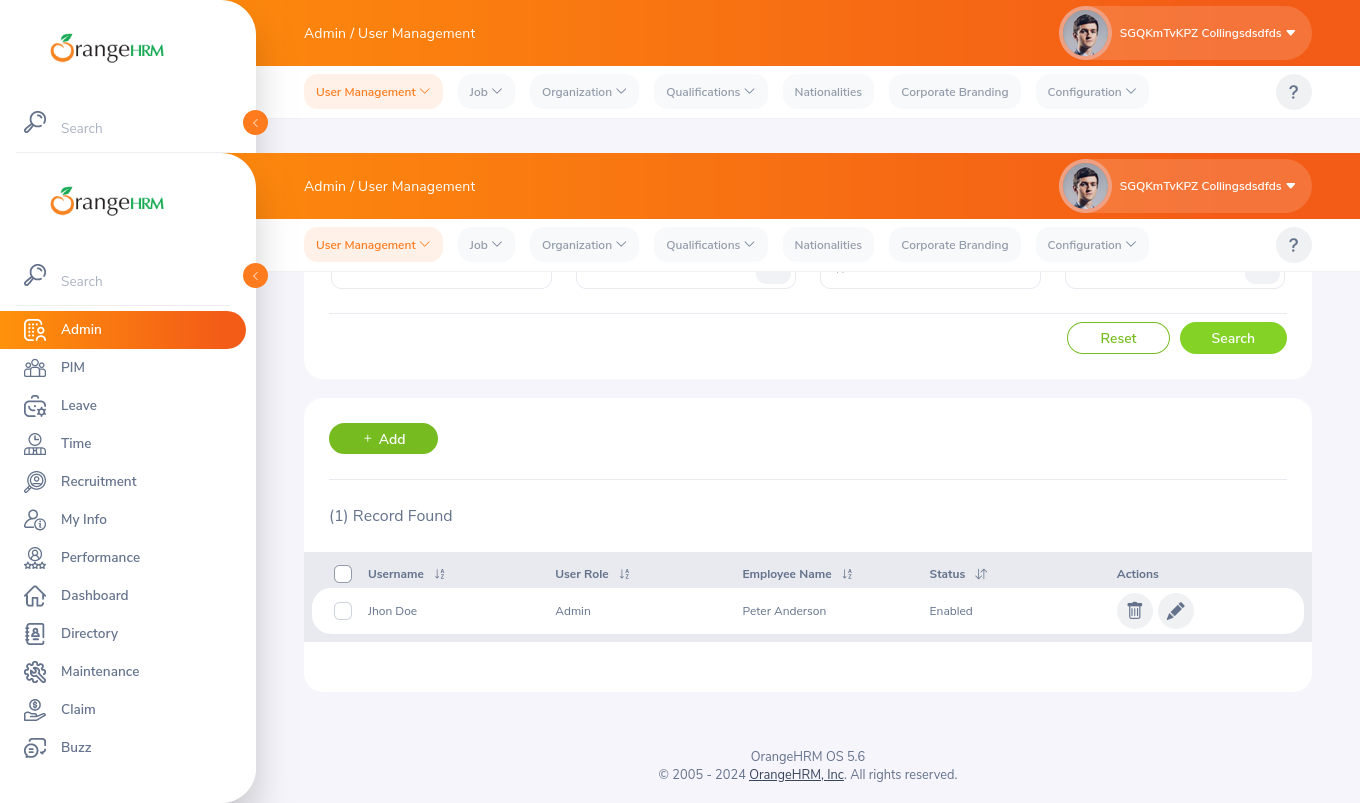 OrangeHRM
Admin / User Management
SGQKmTvKPZ Collingsdsdfds
User Management Job Organization Qualifications Nationalities Corporate Branding Configuration ?
Search
OrangeHRM
Admin / User Management
SGQKmTvKPZ Collingsdsdfds
User Management Job Organization Qualifications Nationalities Corporate Branding Configuration ?
Search
Admin
PIM
Leave
Time
Recruitment
My Info
Performance
Dashboard
Directory
Maintenance
Claim
Buzz
Reset Search
+ Add
(1) Record Found
Username User Role Employee Name Status Actions
Jhon Doe Admin Peter Anderson Enabled
OrangeHRM OS 5.6
© 2005 - 2024 OrangeHRM, Inc. All rights reserved.